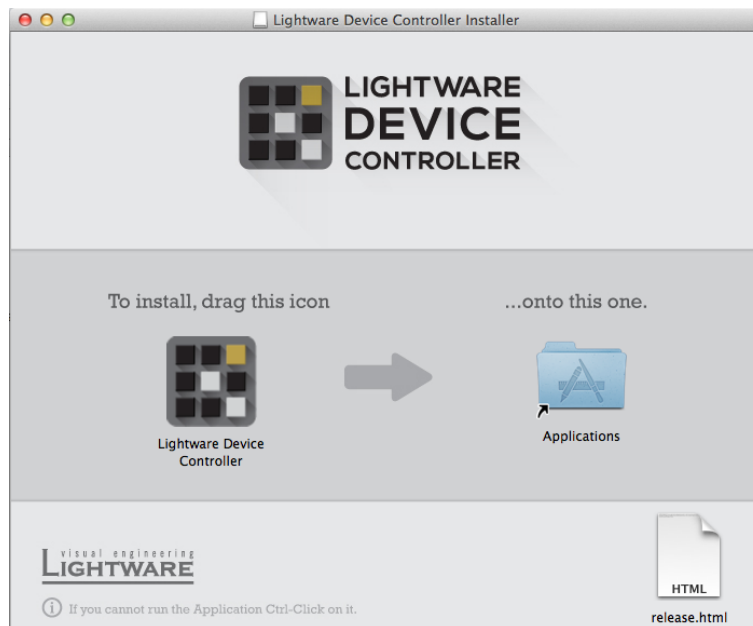 Lightware Device Controller Installer
LIGHTWARE
DEVICE
CONTROLLER
To install, drag this icon
...onto this one.
Lightware Device
Controller
Applications
visual engineering
LIGHTWARE
If you cannot run the Application Ctrl-Click on it.
HTML
release.html